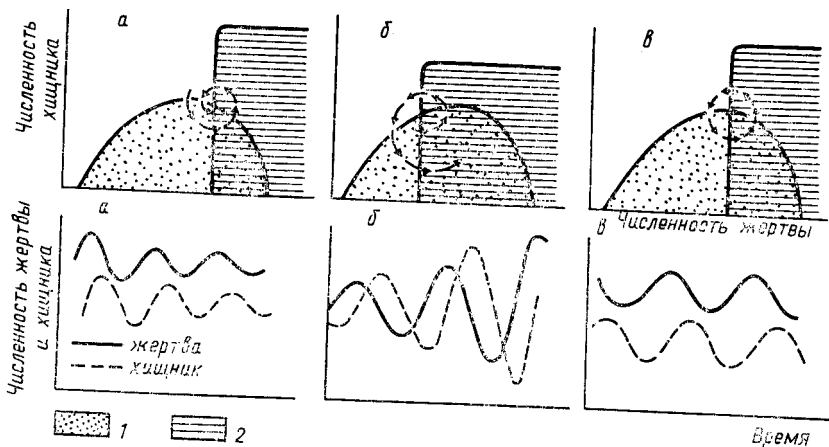 Численность
хищника
а
б
в
Численность жертвы
Численность жертвы
и хищника
а
б
в
жертва
хищник
1
2
Время